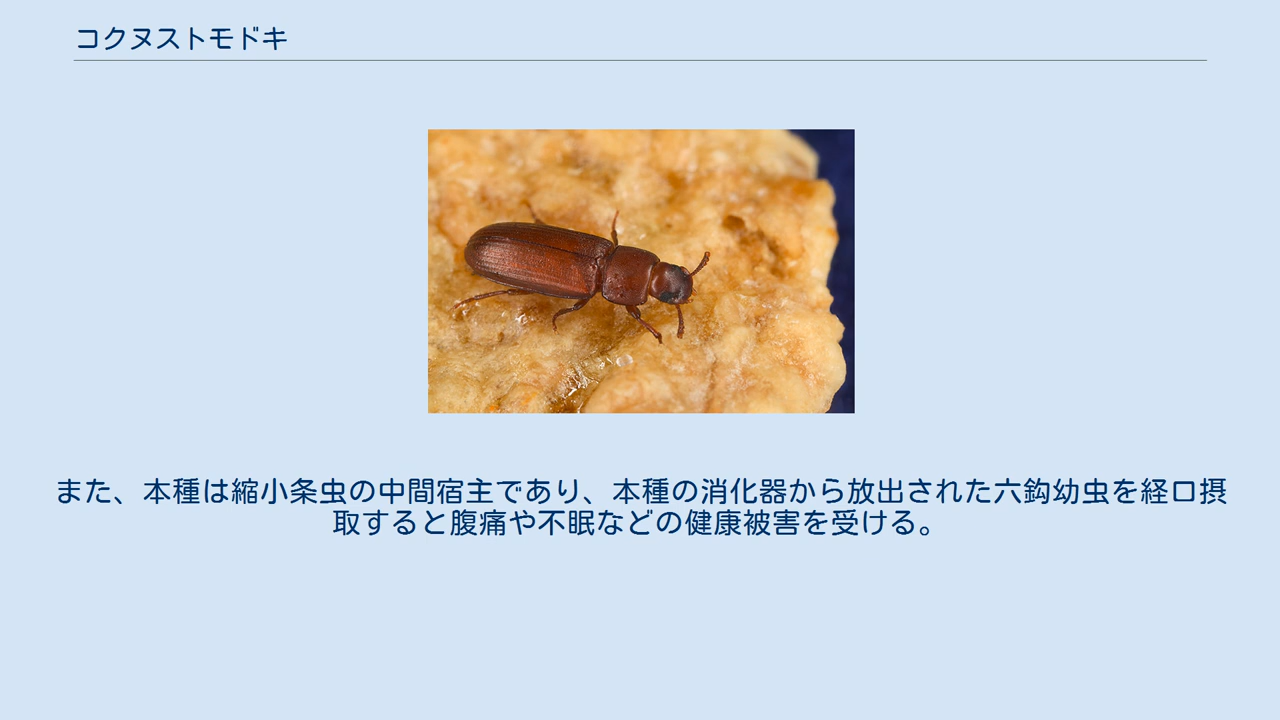 コクヌストモドキ
また、本種は縮小条虫の中間宿主であり、本種の消化器から放出された六鈎幼虫を経口摂
取すると腹痛や不眠などの健康被害を受ける。